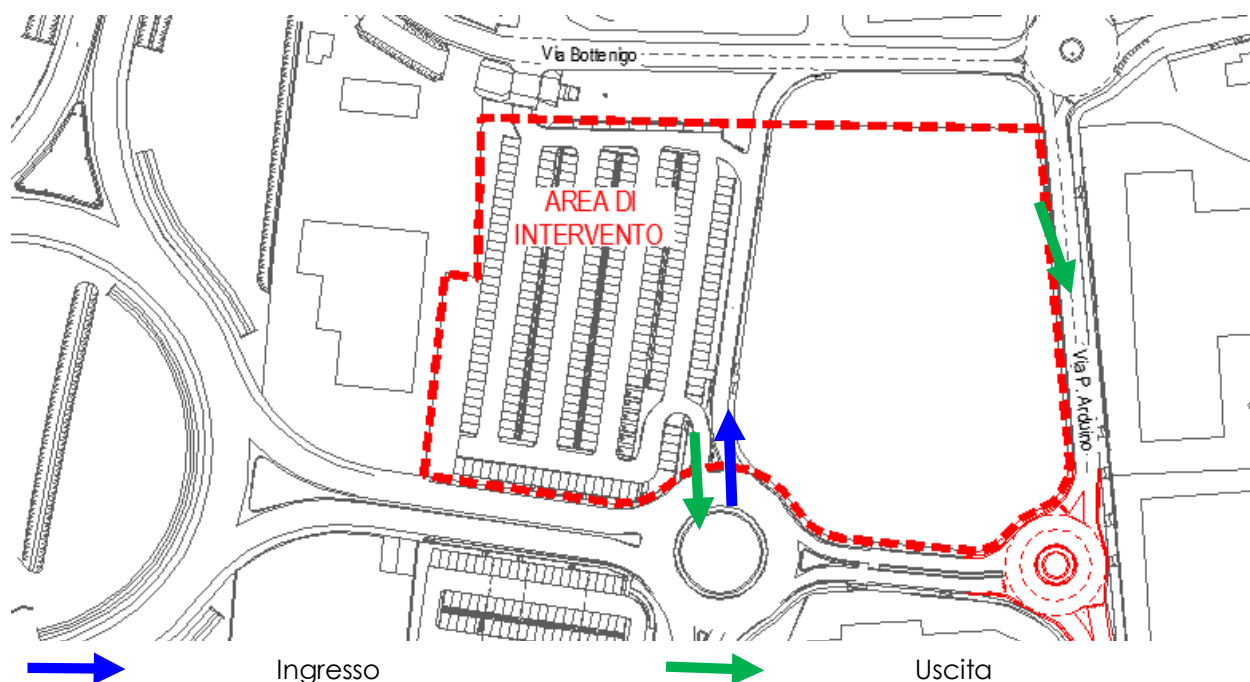 Via Bottenigo
AREA DI
INTERVENTO
Via P. Arduino
Ingresso
Uscita